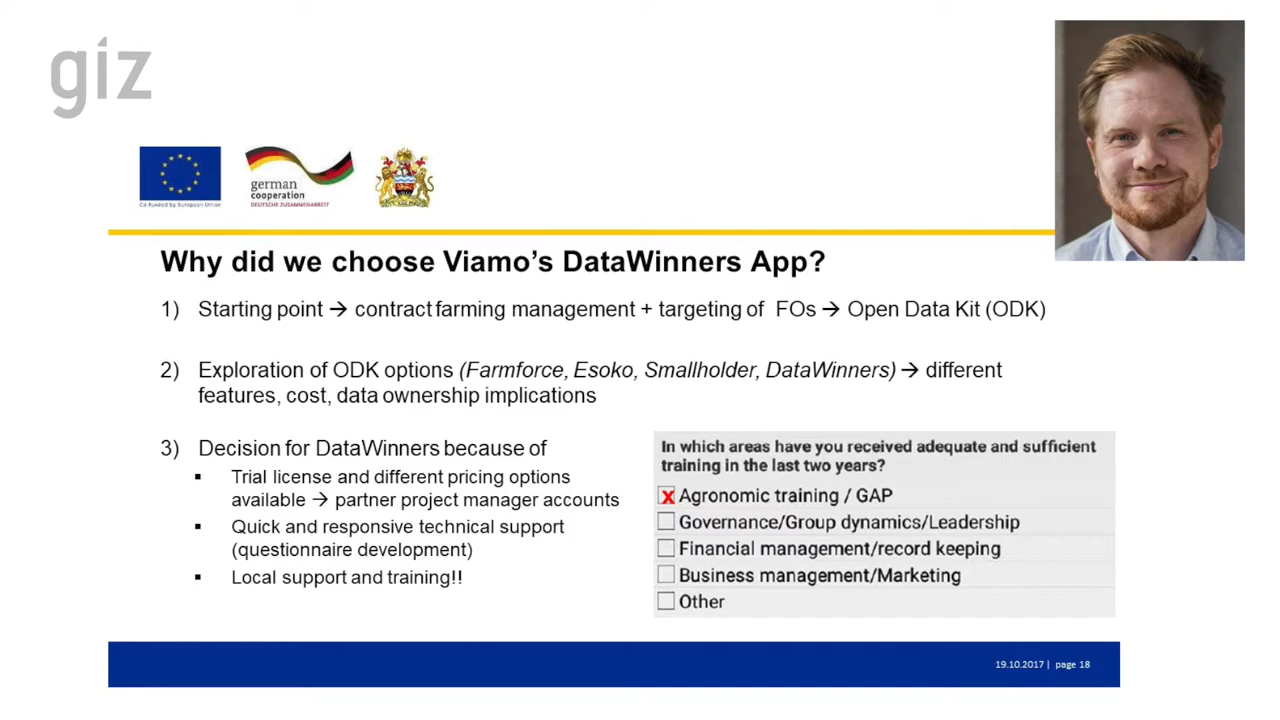 giz
Co-funded by European Union
german
cooperation
DEUTSCHE ZUSAMMENARBEIT
Why did we choose Viamo's DataWinners App?
1) Starting point → contract farming management + targeting of FOs → Open Data Kit (ODK)
2) Exploration of ODK options (Farmforce, Esoko, Smallholder, DataWinners) → different
features, cost, data ownership implications
3) Decision for DataWinners because of
▪ Trial license and different pricing options
available → partner project manager accounts
▪ Quick and responsive technical support
(questionnaire development)
▪ Local support and training!!
In which areas have you received adequate and sufficient
training in the last two years?
x Agronomic training / GAP
Governance/Group dynamics/Leadership
Financial management/record keeping
Business management/Marketing
Other
19.10.2017 | page 18